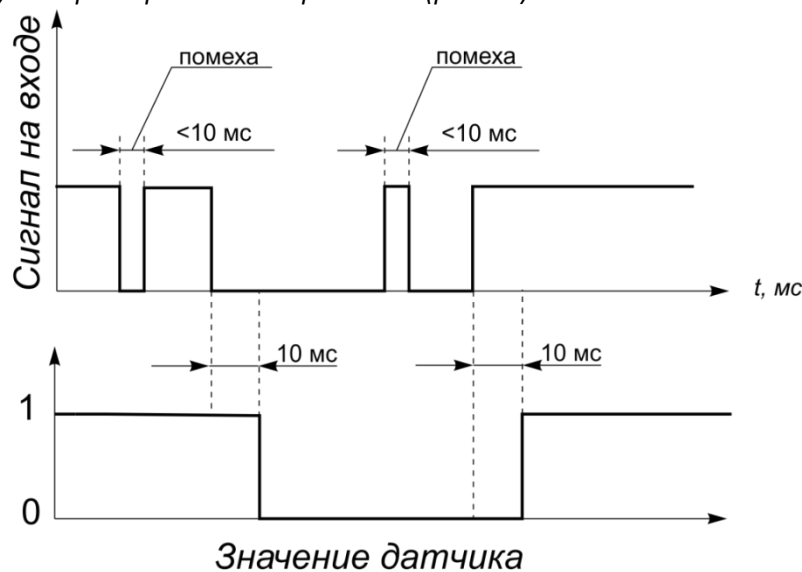 Сигнал на входе
помеха
помеха
<10 мс
<10 мс
t, мс
10 мс
10 мс
1
0
Значение датчика